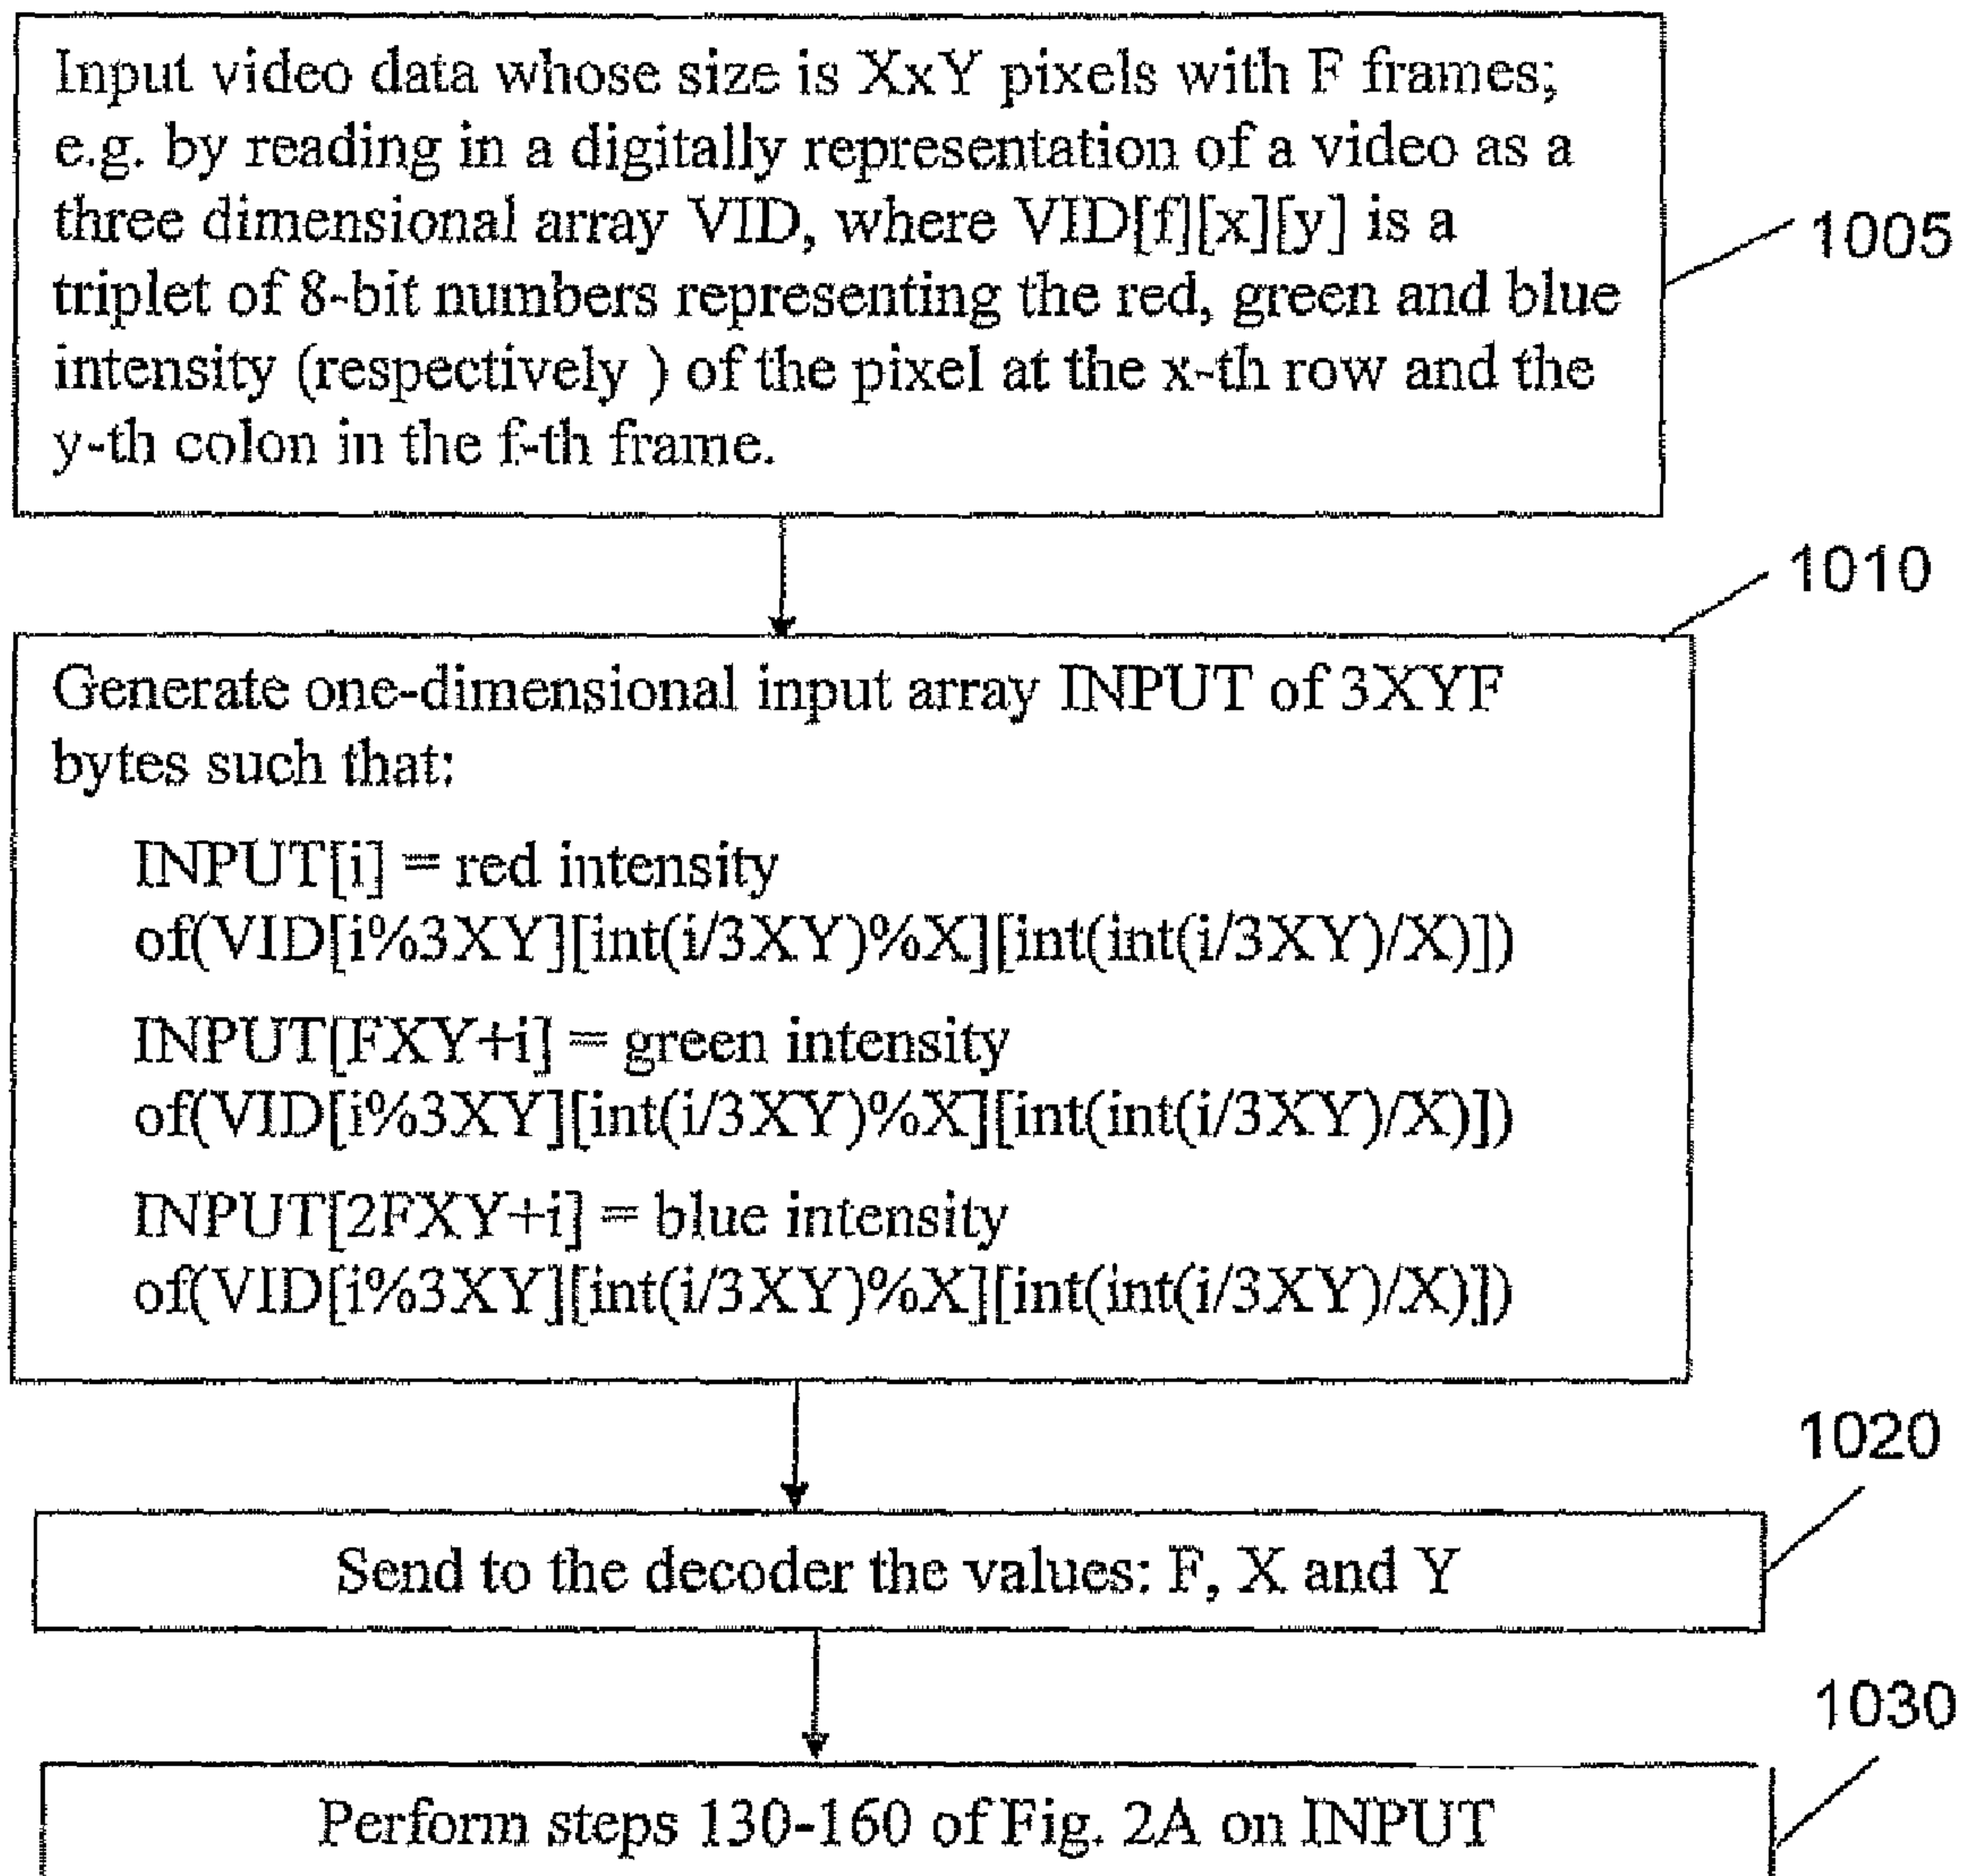 Input video data whose size is XxY pixels with F frames;
e.g. by reading in a digitally representation of a video as a
three dimensional array VID, where VID[f][x][y] is a
triplet of 8-bit numbers representing the red, green and blue
intensity (respectively ) of the pixel at the x-th row and the
y-th colon in the f-th frame.
1005
1010
Generate one-dimensional input array INPUT of 3XYF
bytes such that:
INPUT[i] = red intensity
of(VID[i%3XY][int(i/3XY)%X][int(int(i/3XY)/X)])
INPUT[FXY+i] = green intensity
of(VID[i%3XY][int(i/3XY)%X][int(int(i/3XY)/X)])
INPUT[2FXY+i] = blue intensity
of(VID[i%3XY][int(i/3XY)%X][int(int(i/3XY)/X)])
1020
Send to the decoder the values: F, X and Y
1030
Perform steps 130-160 of Fig. 2A on INPUT